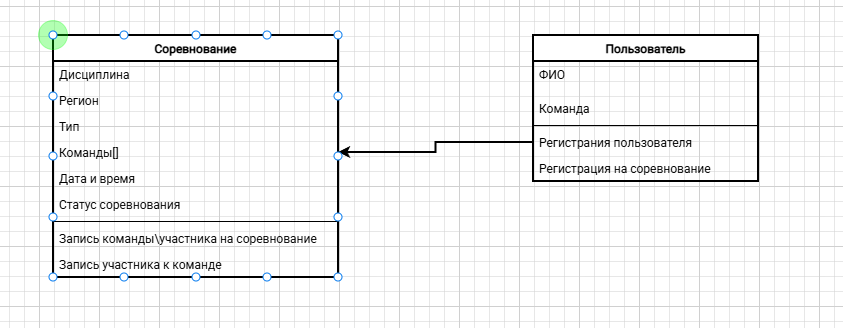 Соревнование
Дисциплина
Регион
Тип
Команды[]
Дата и время
Статус соревнования
Запись команды\участника на соревнование
Запись участника к команде
Пользователь
ФИО
Команда
Регистрания пользователя
Регистрация на соревнование